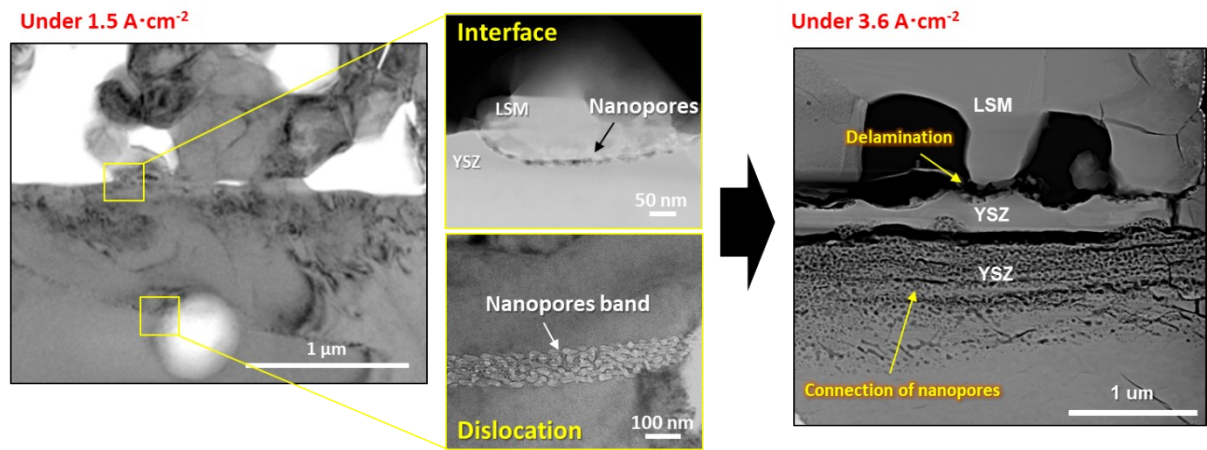 Under 1.5 A·cm-2
1 μm
Interface
LSM
Nanopores
YSZ
50 nm
Nanopores band
100 nm
Dislocation
Under 3.6 A·cm-2
LSM
Delamination
YSZ
YSZ
Connection of nanopores
1 um